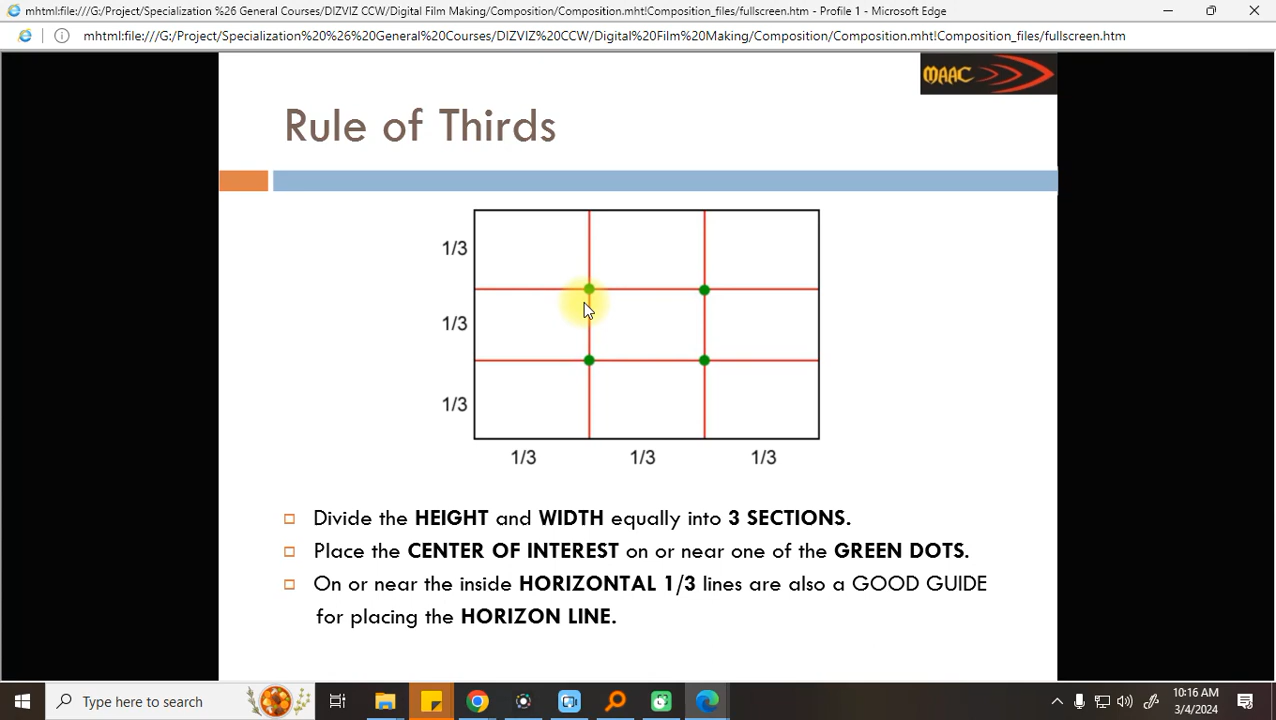 mhtml:file:///G:/Project/Specialization %26 General Courses/DIZVIZ CCW/Digital Film Making/Composition/Composition.mht!Composition_files/fullscreen.htm - Profile 1 - Microsoft Edge
mhtml:file:///G:/Project/Specialization%20%26%20General%20Courses/DIZVIZ%20CCW/Digital%20Film%20Making/Composition/Composition.mht!Composition_files/fullscreen.htm
MAAC
Rule of Thirds
1/3
1/3
1/3
1/3 1/3 1/3
Divide the HEIGHT and WIDTH equally into 3 SECTIONS.
Place the CENTER OF INTEREST on or near one of the GREEN DOTS.
On or near the inside HORIZONTAL 1/3 lines are also a GOOD GUIDE
for placing the HORIZON LINE.
Type here to search
10:16 AM
3/4/2024